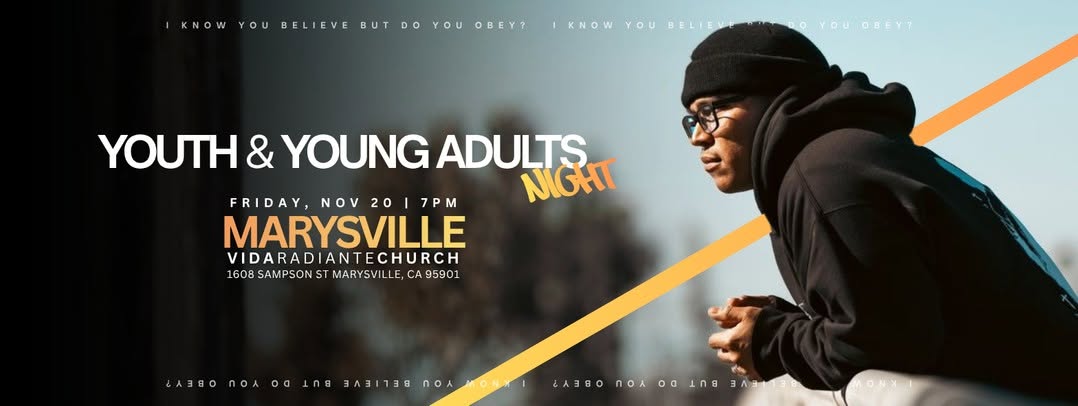 I KNOW YOU BELIEVE BUT DO YOU OBEY? I KNOW YOU BELIEVE BUT DO YOU OBEY?
YOUTH & YOUNG ADULTS
NIGHT
FRIDAY, NOV 20 | 7PM
MARYSVILLE
VIDARADIANTECHURCH
1608 SAMPSON ST MARYSVILLE, CA 95901
I KNOW YOU BELIEVE BUT DO YOU OBEY? I KNOW YOU BELIEVE BUT DO YOU OBEY?